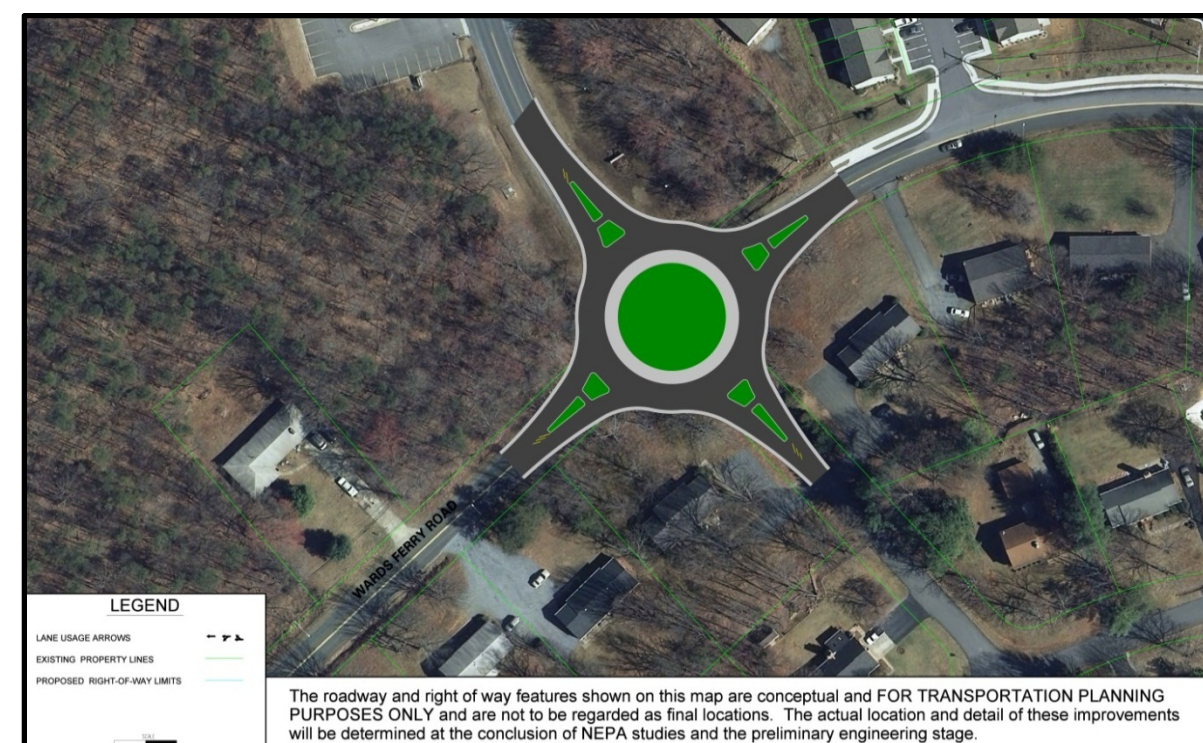 WARDS FERRY ROAD
LEGEND
LANE USAGE ARROWS
EXISTING PROPERTY LINES
PROPOSED RIGHT-OF-WAY LIMITS
SCALE
The roadway and right of way features shown on this map are conceptual and FOR TRANSPORTATION PLANNING
PURPOSES ONLY and are not to be regarded as final locations. The actual location and detail of these improvements
will be determined at the conclusion of NEPA studies and the preliminary engineering stage.